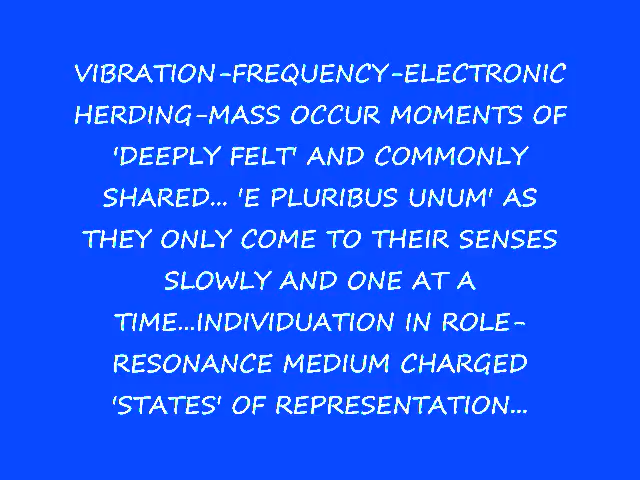 VIBRATION-FREQUENCY-ELECTRONIC
HERDING-MASS OCCUR MOMENTS OF
'DEEPLY FELT' AND COMMONLY
SHARED... 'E PLURIBUS UNUM' AS
THEY ONLY COME TO THEIR SENSES
SLOWLY AND ONE AT A
TIME...INDIVIDUATION IN ROLE-
RESONANCE MEDIUM CHARGED
'STATES' OF REPRESENTATION...